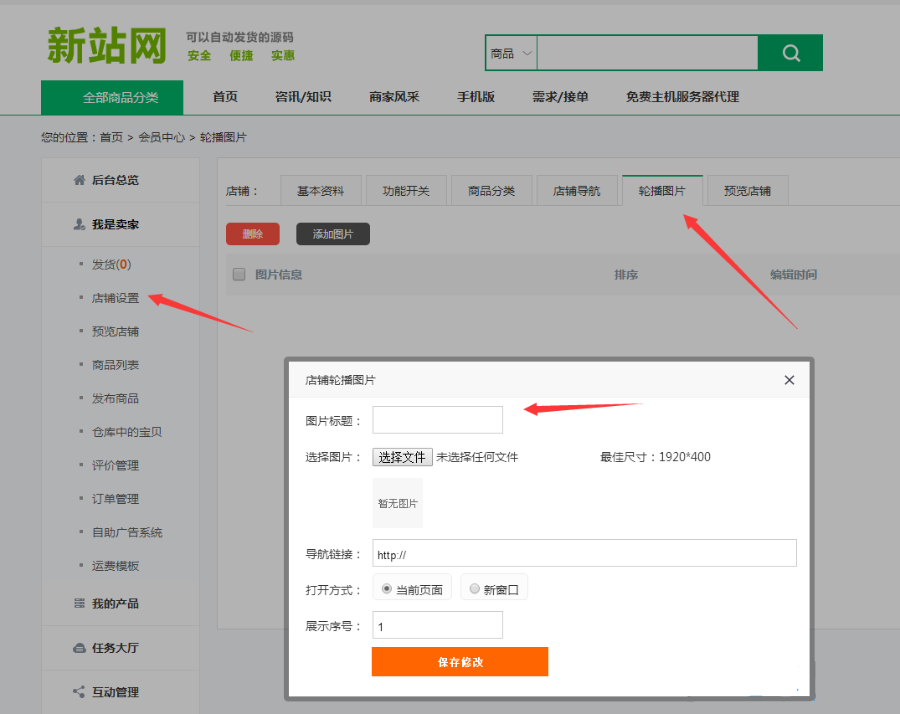 新站网
可以自动发货的源码
安全 便捷 实惠
商品
全部商品分类 首页 咨讯/知识 商家风采 手机版 需求/接单 免费主机服务器代理
您的位置：首页 > 会员中心 > 轮播图片
后台总览
我是卖家
发货(0)
店铺设置
预览店铺
商品列表
发布商品
仓库中的宝贝
评价管理
订单管理
自助广告系统
运费模板
我的产品
任务大厅
互动管理
店铺： 基本资料 功能开关 商品分类 店铺导航 轮播图片 预览店铺
删除 添加图片
图片信息 排序 编辑时间
店铺轮播图片
图片标题：
选择图片： 选择文件 未选择任何文件 最佳尺寸：1920*400
暂无图片
导航链接： http://
打开方式： 当前页面 新窗口
展示序号： 1
保存修改